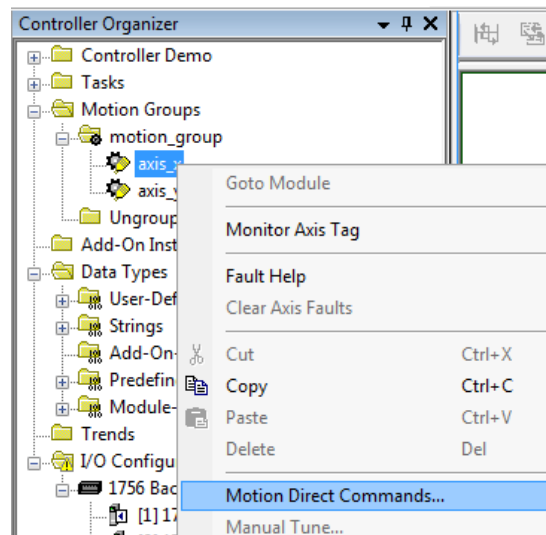 Controller Organizer
Controller Demo
Tasks
Motion Groups
motion_group
axis_x
axis_
Ungroup
Add-On Inst
Data Types
User-Def
Strings
Add-On-
Predefin
Module-
Trends
I/O Configu
1756 Bac
[1] 17
Goto Module
Monitor Axis Tag
Fault Help
Clear Axis Faults
Cut Ctrl+X
Copy Ctrl+C
Paste Ctrl+V
Delete Del
Motion Direct Commands...
Manual Tune...